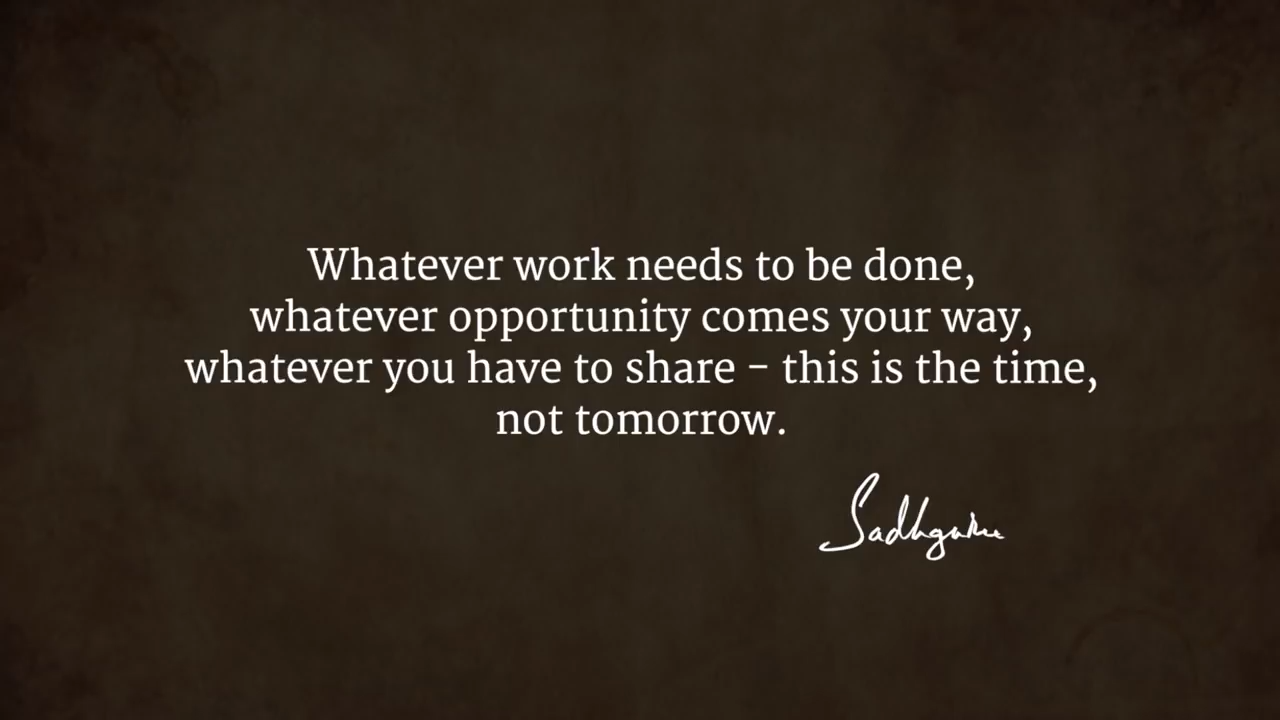 Whatever work needs to be done,
whatever opportunity comes your way,
whatever you have to share - this is the time,
not tomorrow.
Sadhguru